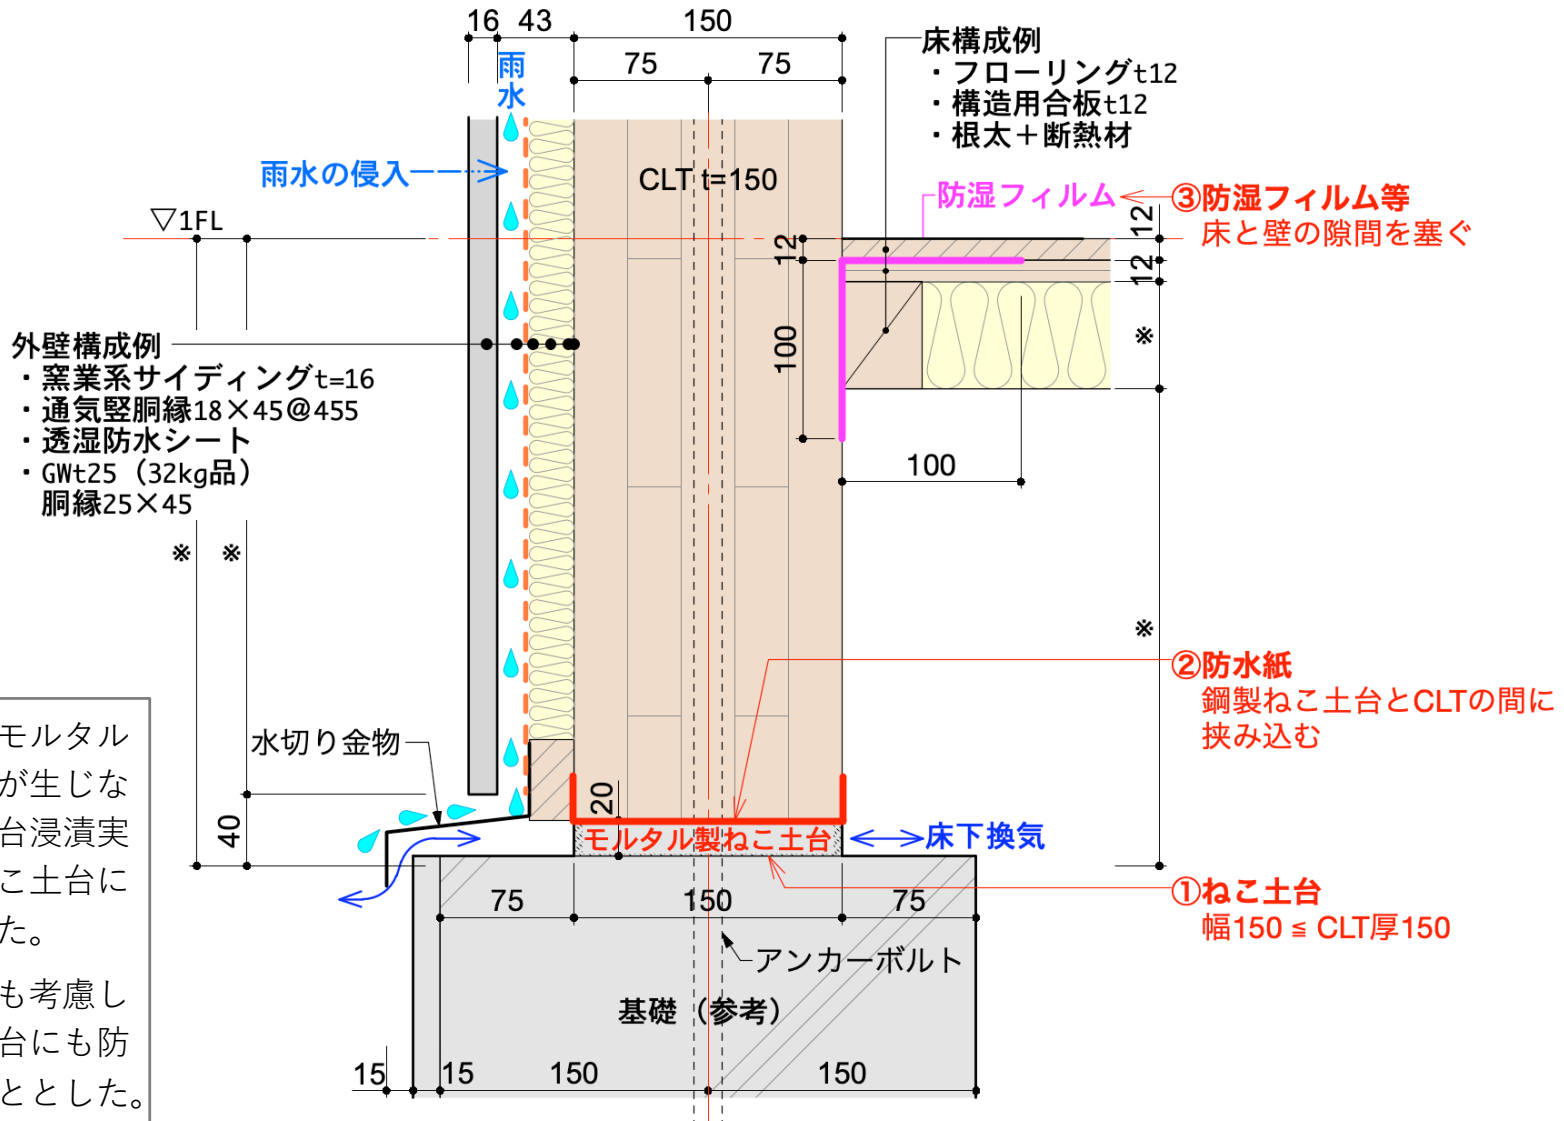 16
43
150
75
75
雨
水
床構成例
・フローリングt12
・構造用合板t12
・根太＋断熱材
雨水の侵入
CLT t=150
防湿フィルム
③防湿フィルム等
床と壁の隙間を塞ぐ
▽1FL
12
12
12
100
※
外壁構成例
・窯業系サイディングt=16
・通気竪胴縁18×45@455
・透湿防水シート
・GWt25（32kg品）
胴縁25×45
100
※
※
※
②防水紙
鋼製ねこ土台とCLTの間に
挟み込む
水切り金物
40
20
モルタル製ねこ土台
床下換気
①ねこ土台
幅150 ≦ CLT厚150
75
150
75
アンカーボルト
基礎（参考）
15
15
150
150
モルタル
が生じな
台浸漬実
こ土台に
た。
も考慮し
台にも防
ととした。